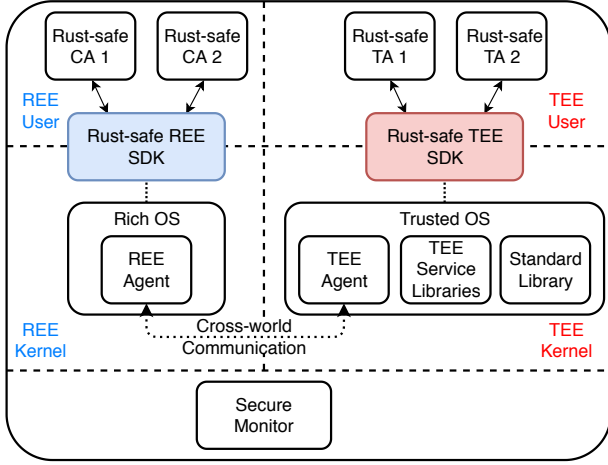 Rust-safe
CA 1
Rust-safe
CA 2
Rust-safe
TA 1
Rust-safe
TA 2
REE
User
TEE
User
Rust-safe REE
SDK
Rust-safe TEE
SDK
Rich OS
REE
Agent
Trusted OS
TEE
Agent
TEE
Service
Libraries
Standard
Library
Cross-world
Communication
REE
Kernel
TEE
Kernel
Secure
Monitor